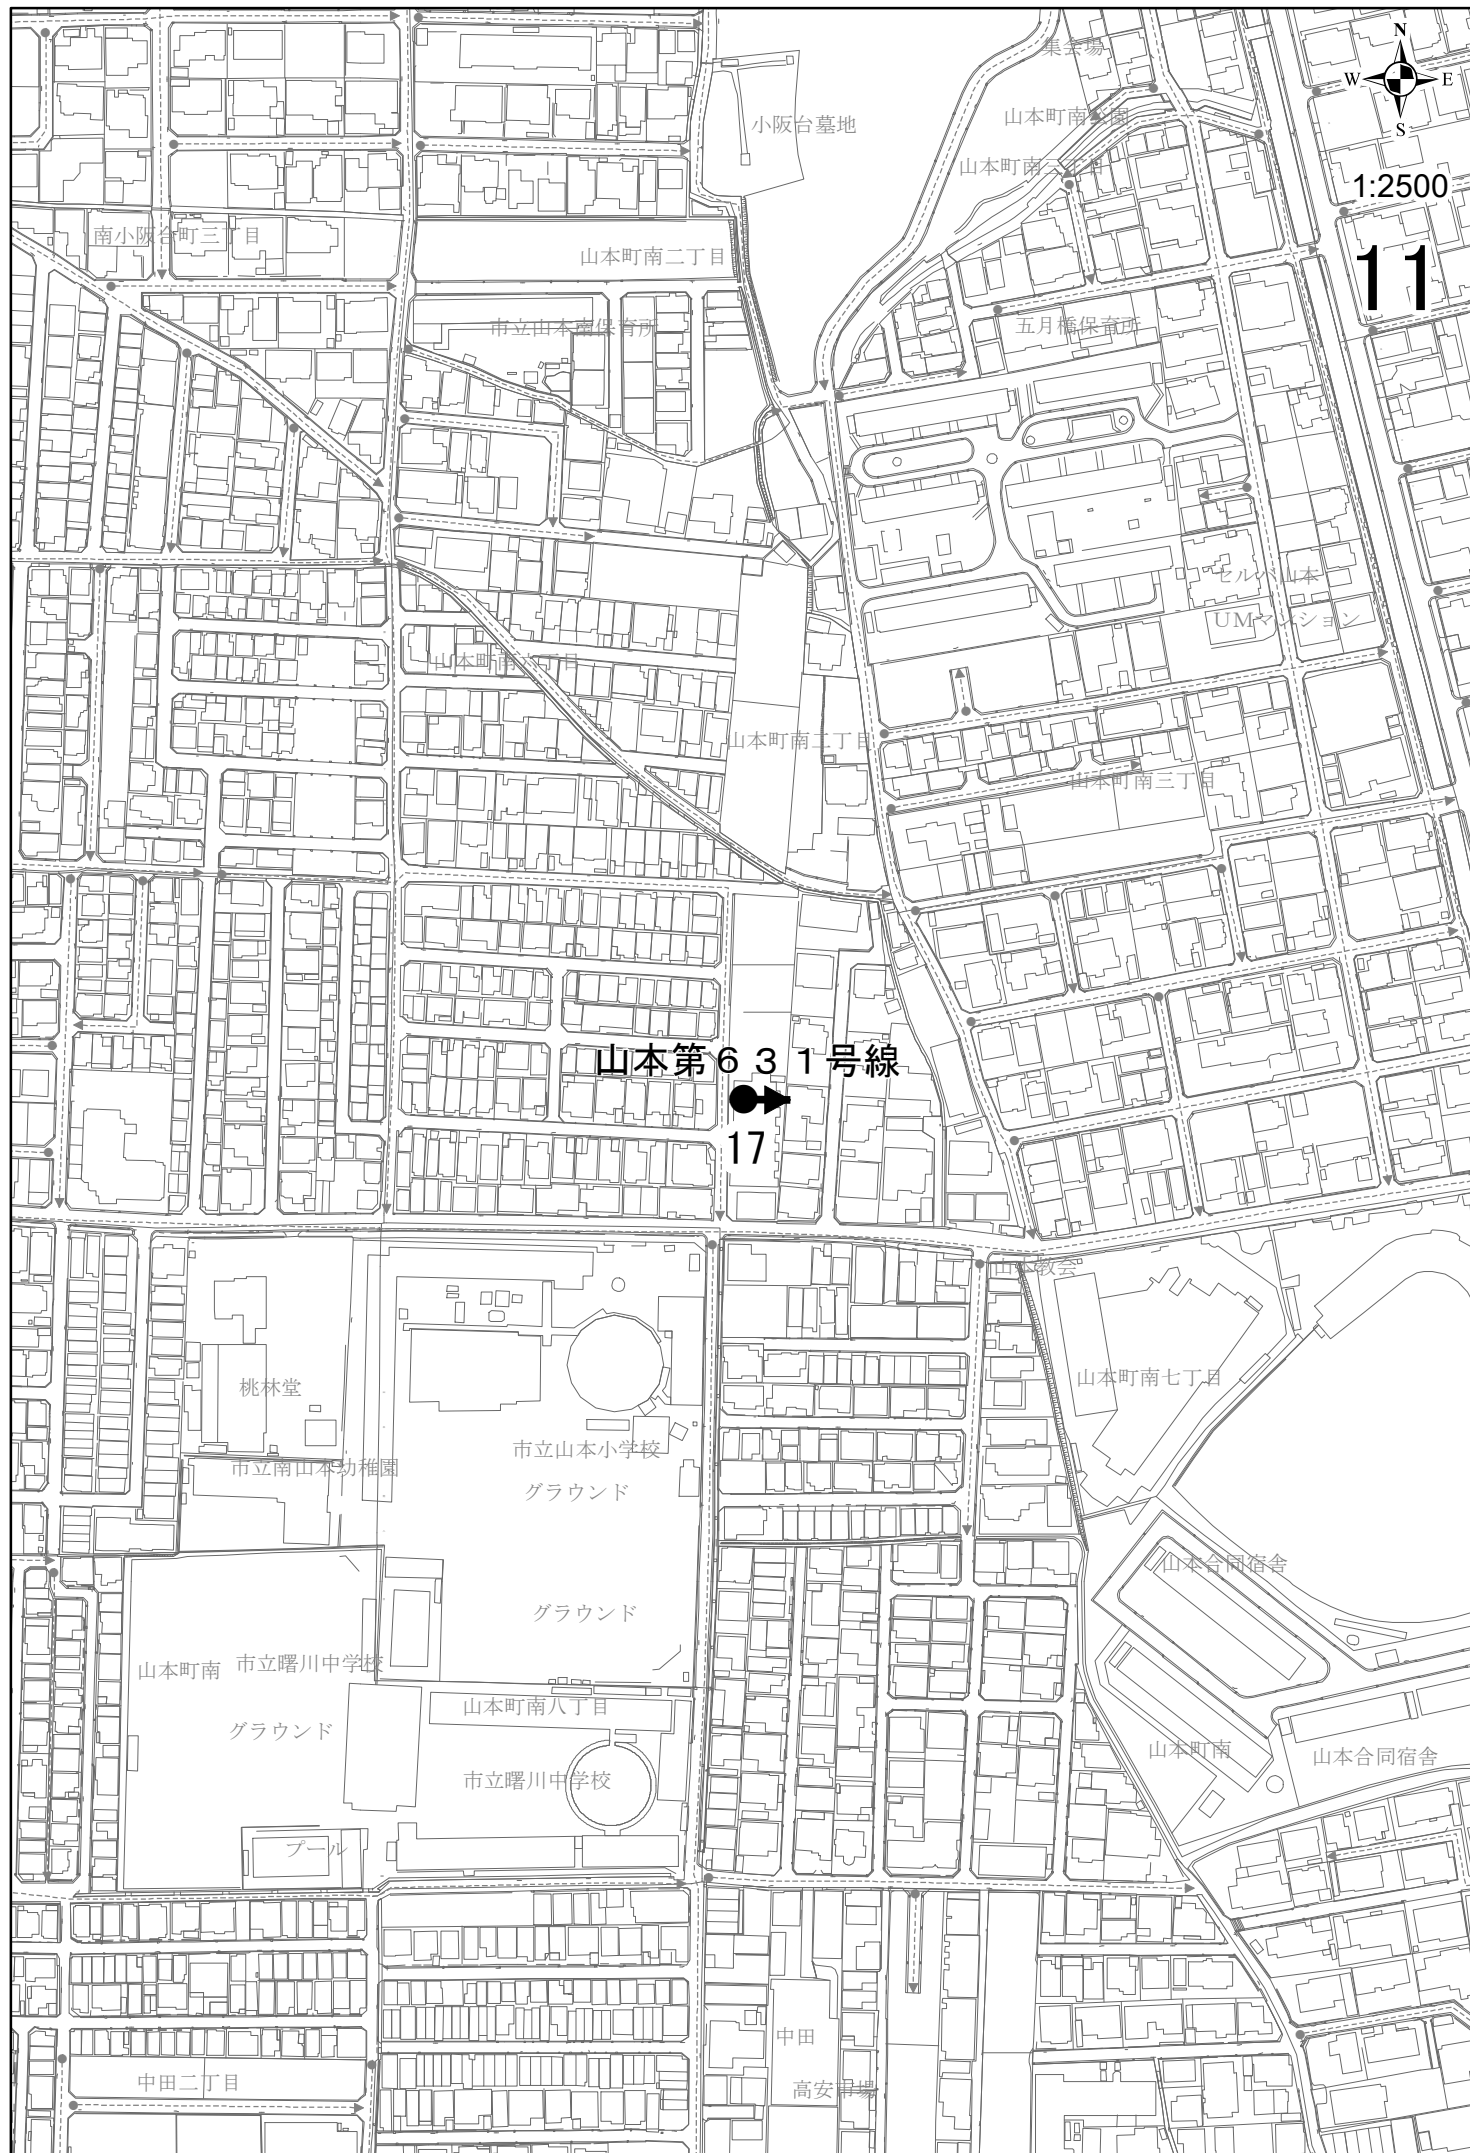 N
W E
S
1:2500
11
集会場
小阪台墓地
山本町南公園
山本町南三丁目
南小阪合町三丁目
山本町南二丁目
市立山本南保育所
五月橋保育所
セルバ山本
UMマンション
山本町南六丁目
山本町南二丁目
山本町南三丁目
山本第６３１号線
17
山本教会
山本町南七丁目
桃林堂
市立山本小学校
市立南山本幼稚園
グラウンド
山本合同宿舎
グラウンド
山本町南
市立曙川中学校
山本町南八丁目
グラウンド
山本町南
山本合同宿舎
市立曙川中学校
プール
中田
中田二丁目
高安市場